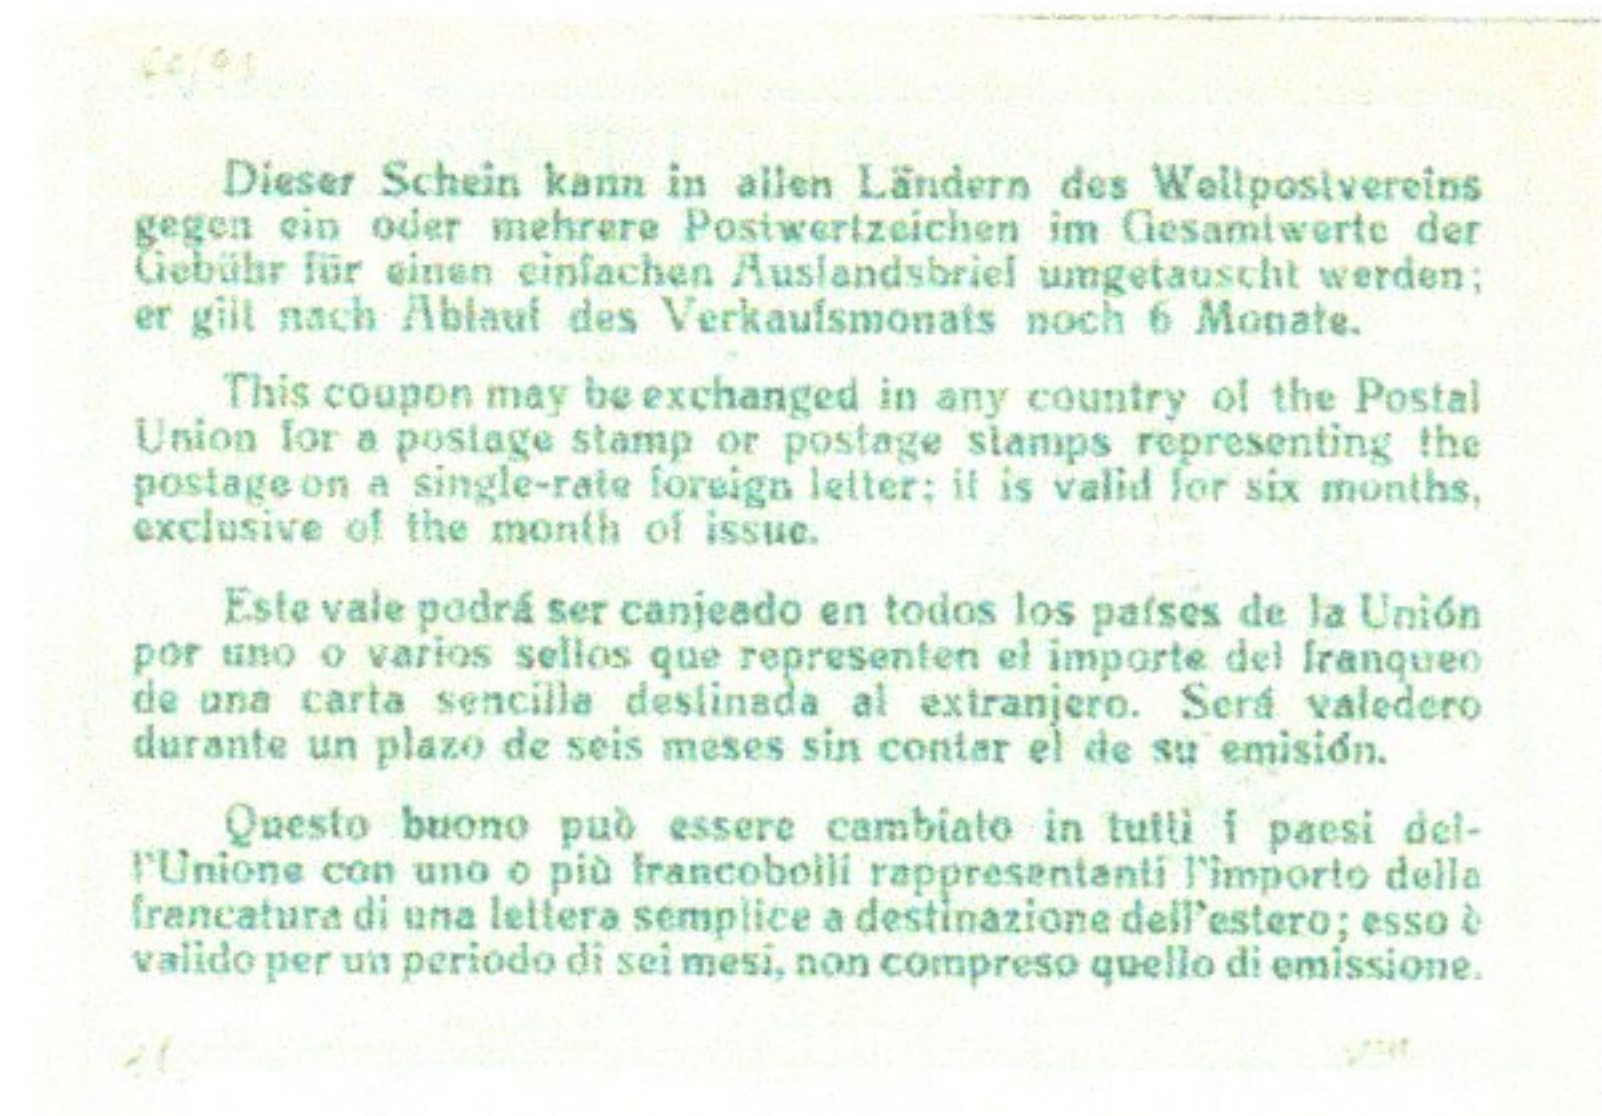 Dieser Schein kann in allen Ländern des Weltpostvereins
gegen ein oder mehrere Postwertzeichen im Gesamtwerte der
Gebühr für einen einfachen Auslandsbrief umgetauscht werden;
er gilt nach Ablauf des Verkaufsmonats noch 6 Monate.
This coupon may be exchanged in any country of the Postal
Union for a postage stamp or postage stamps representing the
postage on a single-rate foreign letter; it is valid for six months,
exclusive of the month of issue.
Este vale podrá ser canjeado en todos los países de la Unión
por uno o varios sellos que representen el importe del franqueo
de una carta sencilla destinada al extranjero. Será valedero
durante un plazo de seis meses sin contar el de su emisión.
Questo buono può essere cambiato in tutti i paesi del-
l'Unione con uno o più francobolli rappresentanti l'importo della
francatura di una lettera semplice a destinazione dell'estero; esso è
valido per un periodo di sei mesi, non compreso quello di emissione.